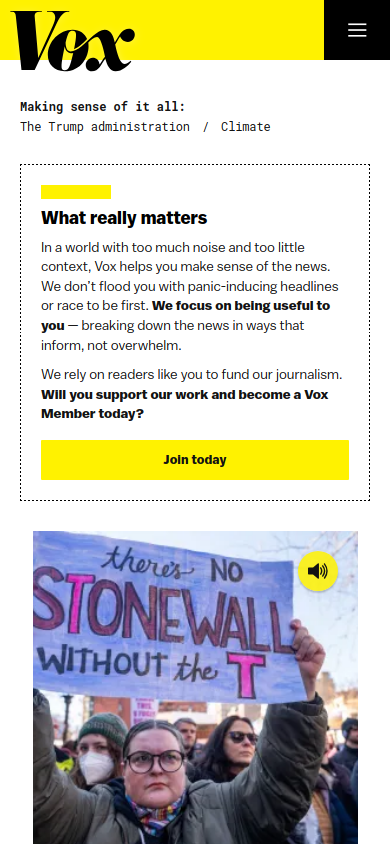 Vox
Making sense of it all:
The Trump administration / Climate
What really matters
In a world with too much noise and too little
context, Vox helps you make sense of the news.
We don't flood you with panic-inducing headlines
or race to be first. We focus on being useful to
you — breaking down the news in ways that
inform, not overwhelm.
We rely on readers like you to fund our journalism.
Will you support our work and become a Vox
Member today?
Join today
there's NO
STONEWALL
WITHOUT the T